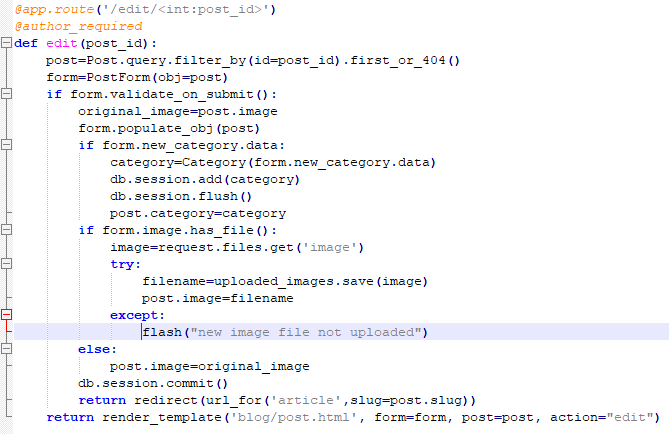 @app.route('/edit/<int:post_id>')
@author_required
def edit(post_id):
    post=Post.query.filter_by(id=post_id).first_or_404()
    form=PostForm(obj=post)
    if form.validate_on_submit():
        original_image=post.image
        form.populate_obj(post)
        if form.new_category.data:
            category=Category(form.new_category.data)
            db.session.add(category)
            db.session.flush()
            post.category=category
        if form.image.has_file():
            image=request.files.get('image')
            try:
                filename=uploaded_images.save(image)
                post.image=filename
            except:
                flash("new image file not uploaded")
        else:
            post.image=original_image
        db.session.commit()
        return redirect(url_for('article',slug=post.slug))
    return render_template('blog/post.html', form=form, post=post, action="edit")